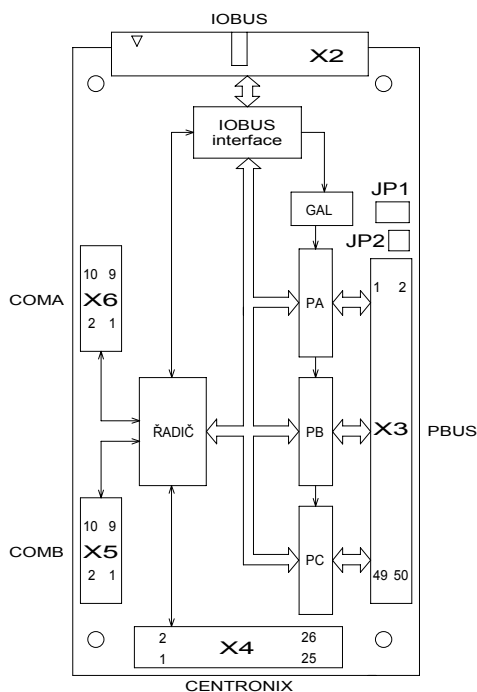 IOBUS
X2
IOBUS
interface
GAL
JP1
JP2
10 9
COMA
X6
2 1
PA
1 2
ŘADIČ
PB
X3
PBUS
10 9
COMB
X5
2 1
PC
49 50
2 26
X4
1 25
CENTRONIX